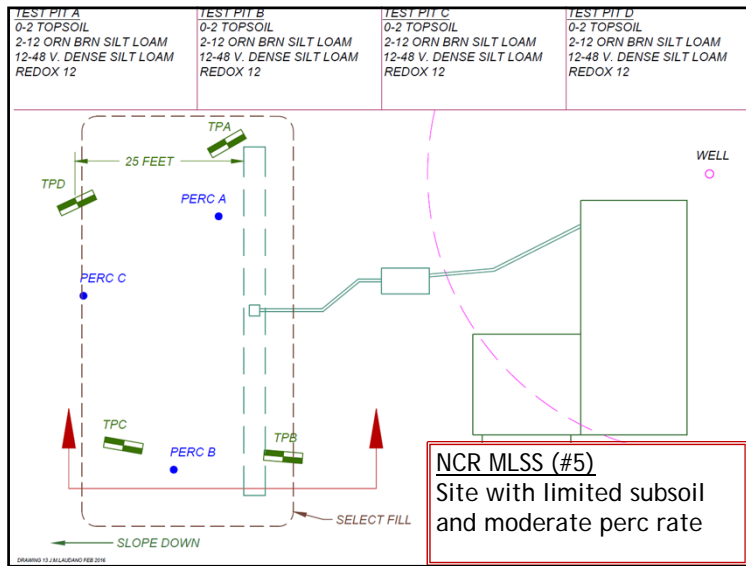 TEST PIT A
0-2 TOPSOIL
2-12 ORN BRN SILT LOAM
12-48 V. DENSE SILT LOAM
REDOX 12
TEST PIT B
0-2 TOPSOIL
2-12 ORN BRN SILT LOAM
12-48 V. DENSE SILT LOAM
REDOX 12
TEST PIT C
0-2 TOPSOIL
2-12 ORN BRN SILT LOAM
12-48 V. DENSE SILT LOAM
REDOX 12
TEST PIT D
0-2 TOPSOIL
2-12 ORN BRN SILT LOAM
12-48 V. DENSE SILT LOAM
REDOX 12
TPA
25 FEET
WELL
TPD
PERC A
PERC C
TPC
TPB
PERC B
NCR MLSS (#5)
Site with limited subsoil
and moderate perc rate
SELECT FILL
SLOPE DOWN
DRAWING 13 J.M.LAUDANO FEB 2016